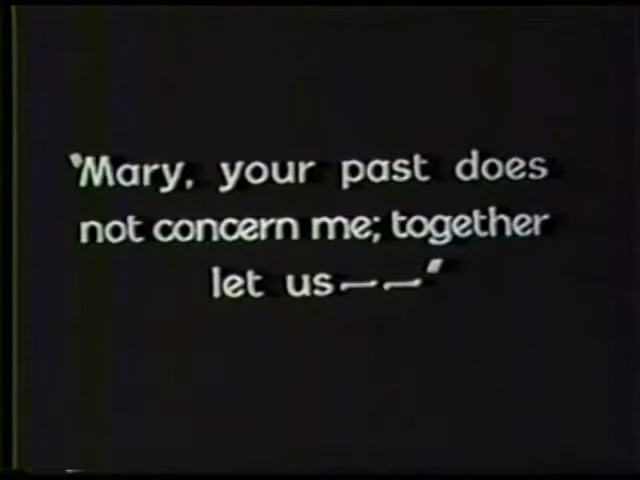 "Mary, your past does
not concern me; together
let us——"